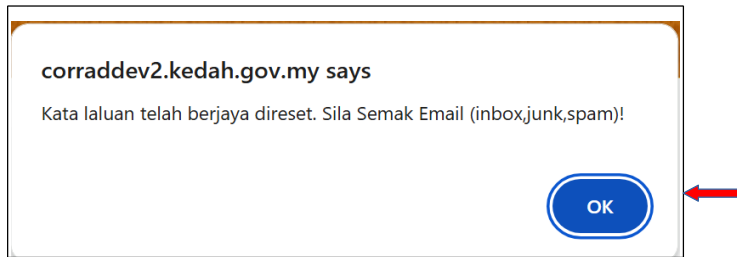 corraddev2.kedah.gov.my says
Kata laluan telah berjaya direset. Sila Semak Email (inbox,junk,spam)!
OK